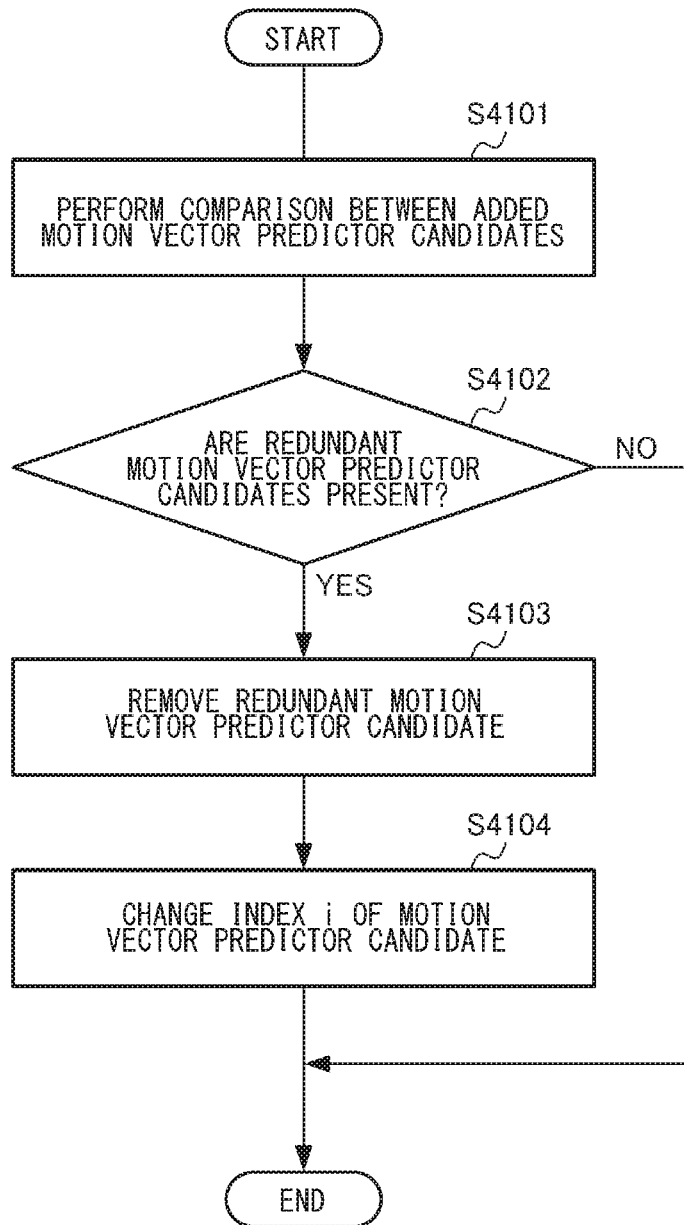 START
S4101
PERFORM COMPARISON BETWEEN ADDED
MOTION VECTOR PREDICTOR CANDIDATES
S4102
ARE REDUNDANT
MOTION VECTOR PREDICTOR
CANDIDATES PRESENT?
NO
YES
S4103
REMOVE REDUNDANT MOTION
VECTOR PREDICTOR CANDIDATE
S4104
CHANGE INDEX i OF MOTION
VECTOR PREDICTOR CANDIDATE
END